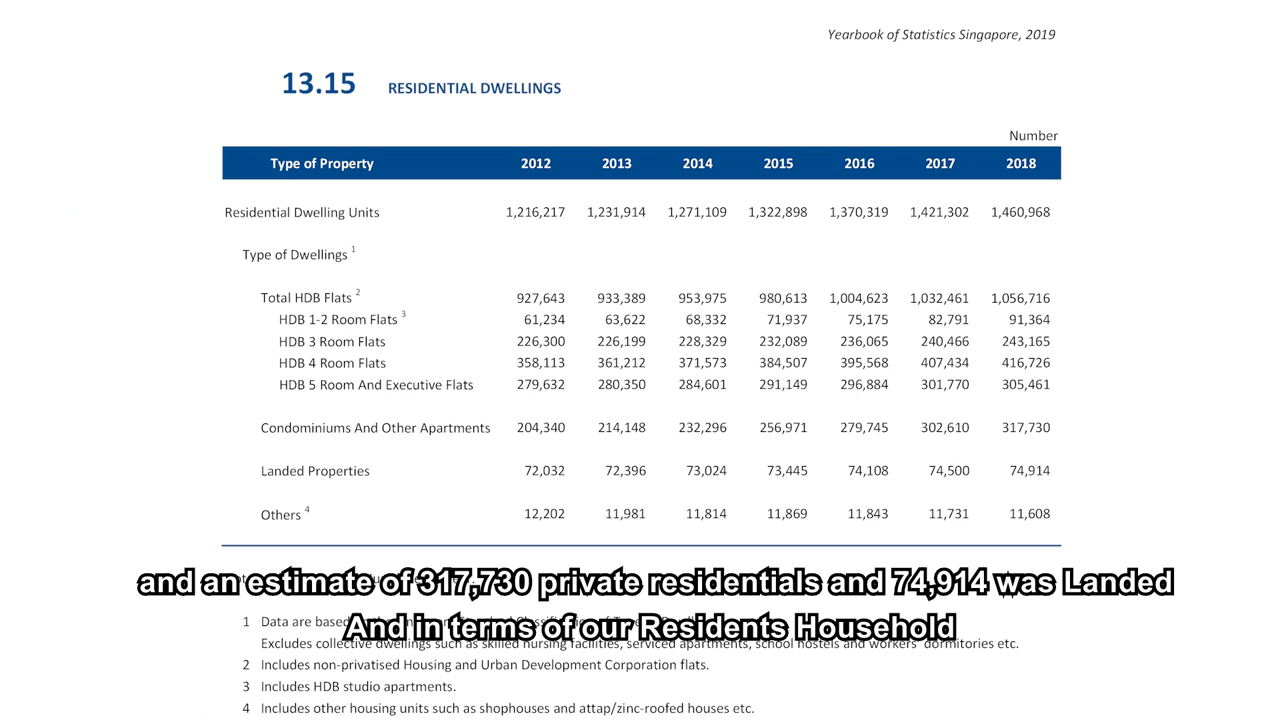 Yearbook of Statistics Singapore, 2019
13.15 RESIDENTIAL DWELLINGS
Number
Type of Property 2012 2013 2014 2015 2016 2017 2018
Residential Dwelling Units 1,216,217 1,231,914 1,271,109 1,322,898 1,370,319 1,421,302 1,460,968
Type of Dwellings 1
Total HDB Flats 2 927,643 933,389 953,975 980,613 1,004,623 1,032,461 1,056,716
HDB 1-2 Room Flats 3 61,234 63,622 68,332 71,937 75,175 82,791 91,364
HDB 3 Room Flats 226,300 226,199 228,329 232,089 236,065 240,466 243,165
HDB 4 Room Flats 358,113 361,212 371,573 384,507 395,568 407,434 416,726
HDB 5 Room And Executive Flats 279,632 280,350 284,601 291,149 296,884 301,770 305,461
Condominiums And Other Apartments 204,340 214,148 232,296 256,971 279,745 302,610 317,730
Landed Properties 72,032 72,396 73,024 73,445 74,108 74,500 74,914
Others 4 12,202 11,981 11,814 11,869 11,843 11,731 11,608
and an estimate of 317,730 private residentials and 74,914 was Landed
And in terms of our Residents Household
1 Data are based
Excludes collective dwellings such as skilled nursing facilities, serviced apartments, school hostels and workers' dormitories etc.
2 Includes non-privatised Housing and Urban Development Corporation flats.
3 Includes HDB studio apartments.
4 Includes other housing units such as shophouses and attap/zinc-roofed houses etc.